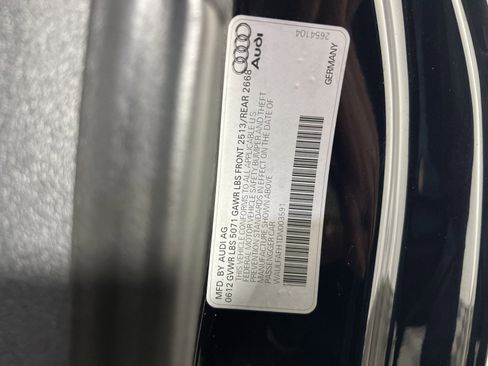 2654104
Audi
GERMANY
MFD. BY AUDI AG
0612 GVWR LBS 5071 GAWR LBS FRONT 2513/REAR 2668
THIS VEHICLE CONFORMS TO ALL APPLICABLE U.S.
FEDERAL MOTOR VEHICLE SAFETY BUMPER AND THEFT
PREVENTION STANDARDS IN EFFECT ON THE DATE OF
MANUFACTURE SHOWN ABOVE
PASSENGER CAR